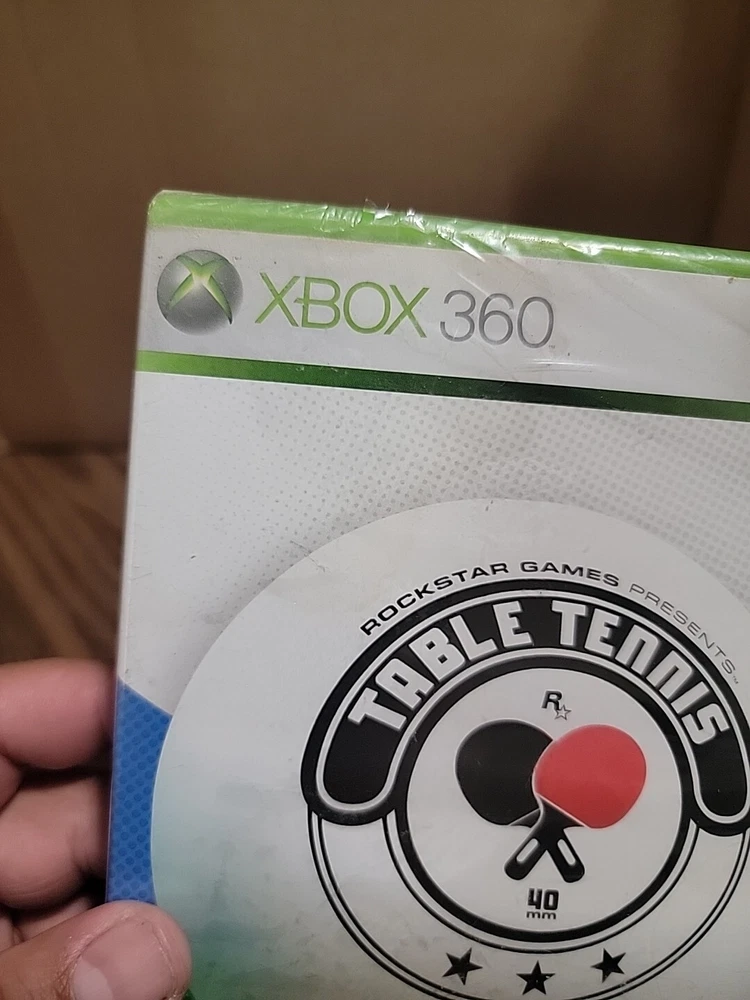 XBOX 360
ROCKSTAR GAMES PRESENTS
TABLE TENNIS
R
40
mm